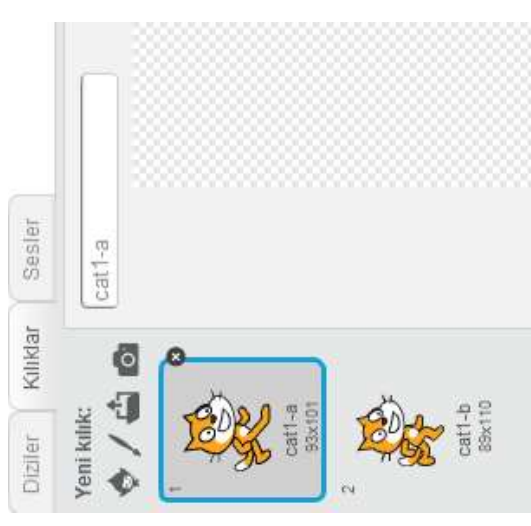 Diziler Kılıklar Sesler
Yeni kılık:
cat1-a
1
cat1-a
93x101
2
cat1-b
89x110